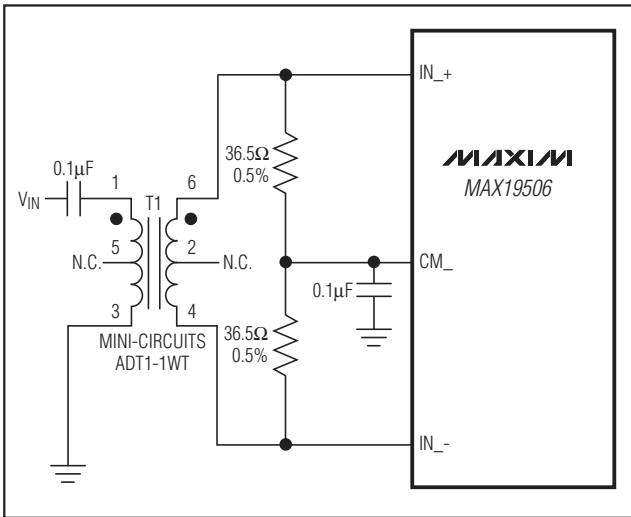 IN_+
36.5Ω
0.5%
MAXIM
MAX19506
0.1μF
1
6
VIN
T1
5
2
N.C.
N.C.
CM_
0.1μF
3
4
MINI-CIRCUITS
ADT1-1WT
36.5Ω
0.5%
IN_-